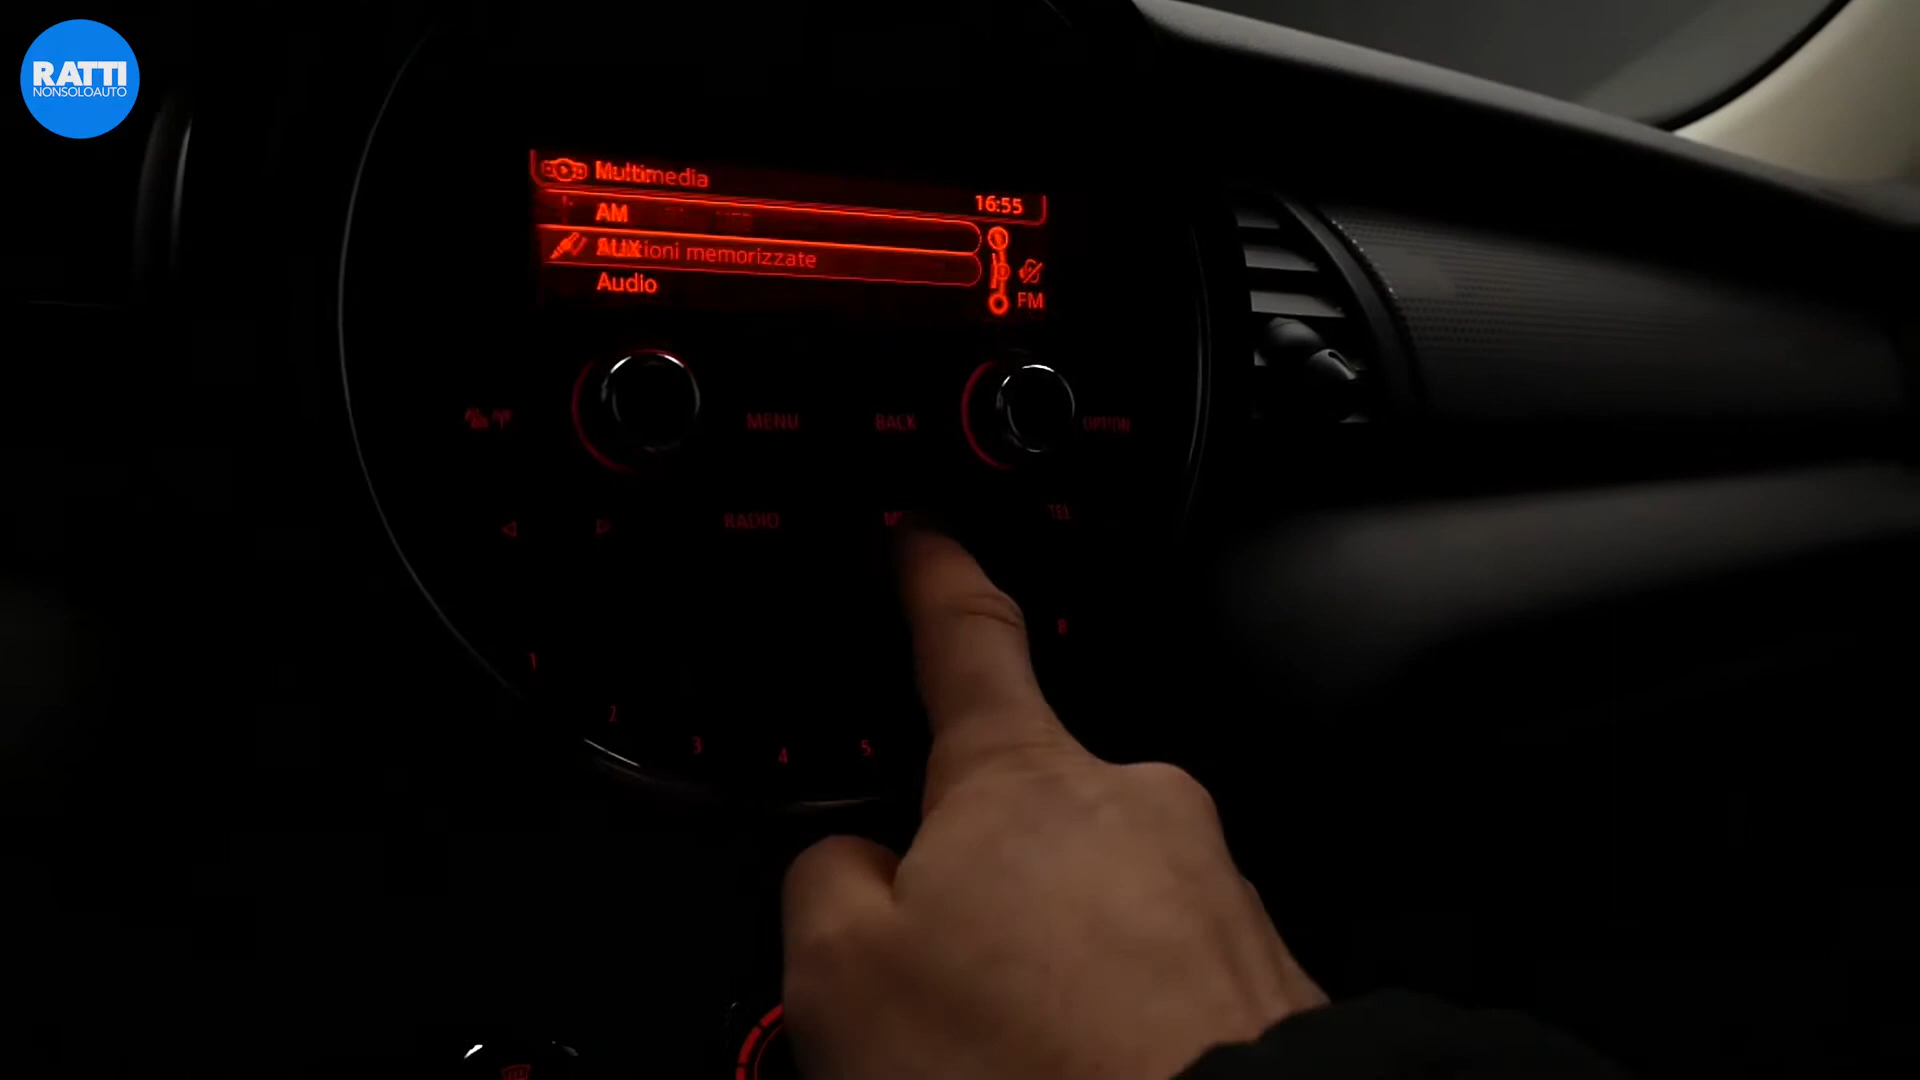 RATTI
NONSOLOAUTO
Multimedia
16:55
AM
AUX
memorizzate
Audio
FM
MENU
BACK
OPTION
RADIO
TEL
1
2
3
4
5